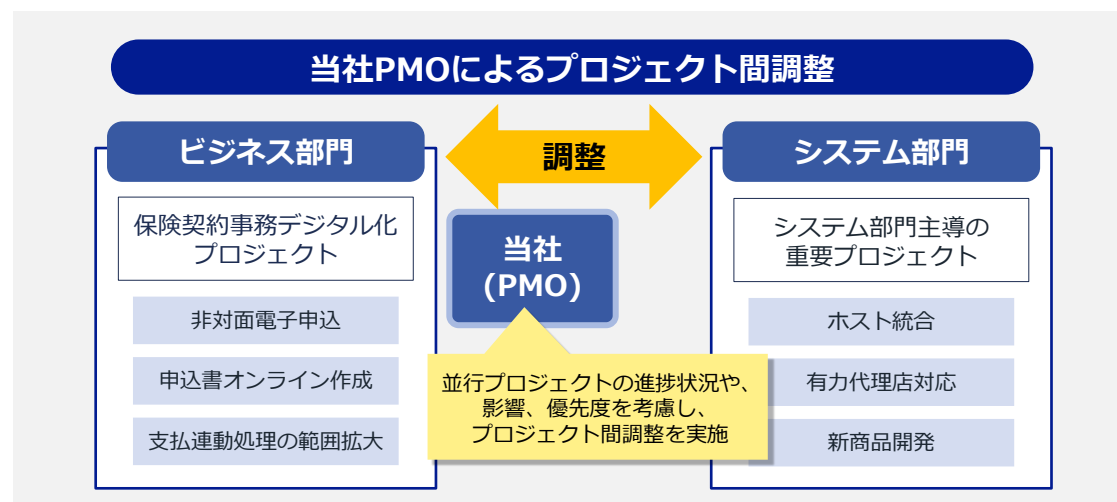 当社PMOによるプロジェクト間調整
ビジネス部門
保険契約事務デジタル化
プロジェクト
非対面電子申込
申込書オンライン作成
支払連動処理の範囲拡大
調整
当社
(PMO)
並行プロジェクトの進捗状況や、
影響、優先度を考慮し、
プロジェクト間調整を実施
システム部門
システム部門主導の
重要プロジェクト
ホスト統合
有力代理店対応
新商品開発